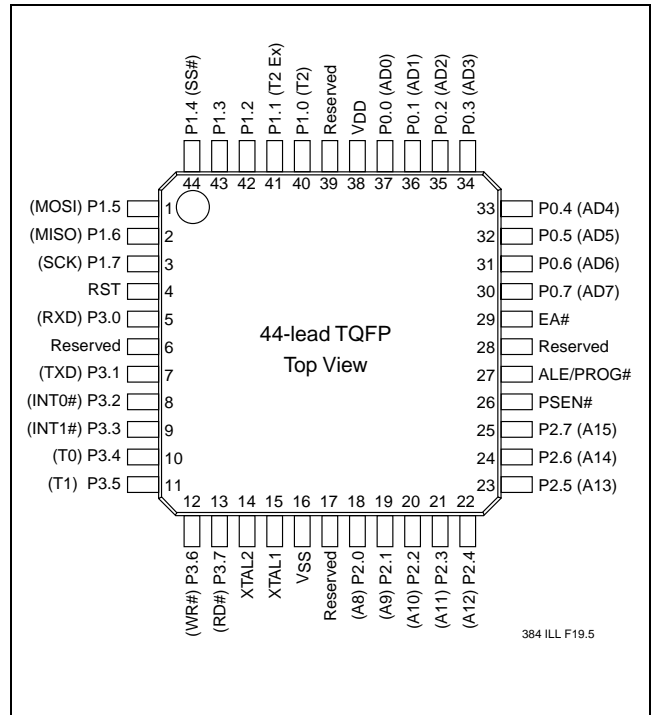 P1.4 (SS#)
P1.3
P1.2
P1.1 (T2 Ex)
P1.0 (T2)
Reserved
VDD
P0.0 (AD0)
P0.1 (AD1)
P0.2 (AD2)
P0.3 (AD3)
44 43 42 41 40 39 38 37 36 35 34
(MOSI) P1.5 1
(MISO) P1.6 2
(SCK) P1.7 3
RST 4
(RXD) P3.0 5
Reserved 6
(TXD) P3.1 7
(INT0#) P3.2 8
(INT1#) P3.3 9
(T0) P3.4 10
(T1) P3.5 11
44-lead TQFP
Top View
33 P0.4 (AD4)
32 P0.5 (AD5)
31 P0.6 (AD6)
30 P0.7 (AD7)
29 EA#
28 Reserved
27 ALE/PROG#
26 PSEN#
25 P2.7 (A15)
24 P2.6 (A14)
23 P2.5 (A13)
12 13 14 15 16 17 18 19 20 21 22
(WR#) P3.6
(RD#) P3.7
XTAL2
XTAL1
VSS
Reserved
(A8) P2.0
(A9) P2.1
(A10) P2.2
(A11) P2.3
(A12) P2.4
384 ILL F19.5